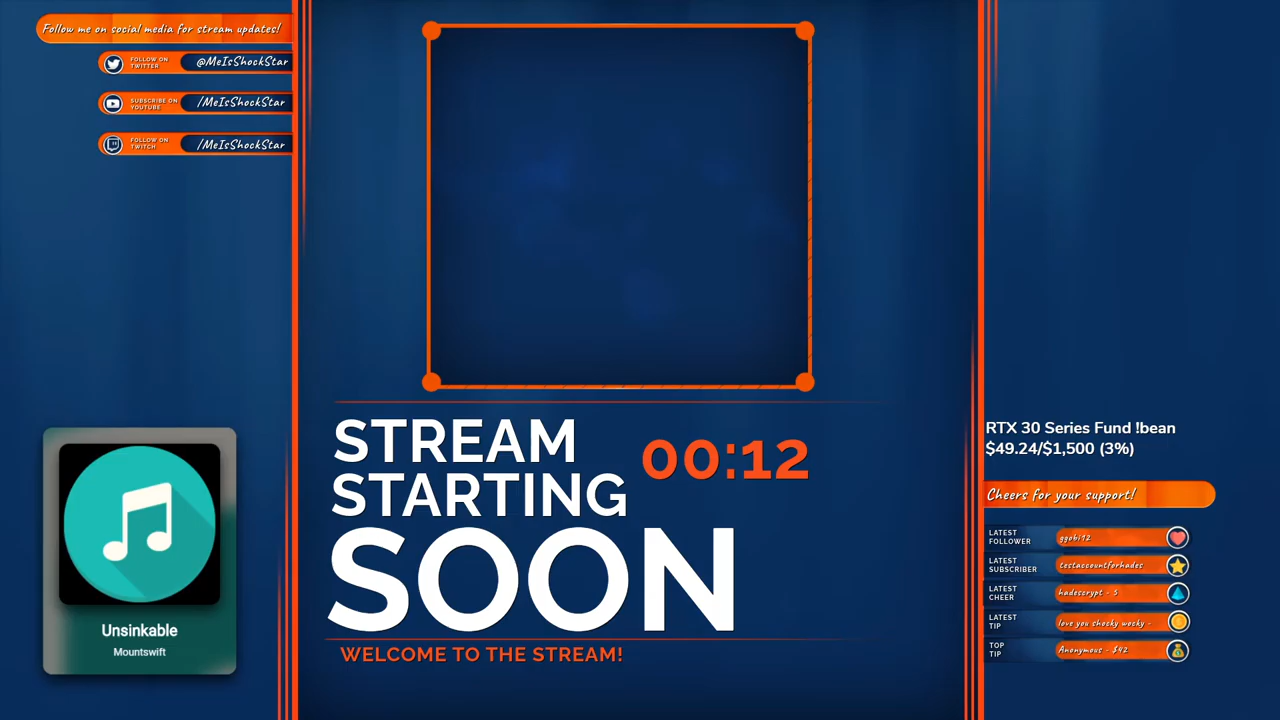 Follow me on social media for stream updates!
FOLLOW ON
TWITTER
@MeIsShockStar
SUBSCRIBE ON
YOUTUBE
/MeIsShockStar
FOLLOW ON
TWITCH
/MeIsShockStar
STREAM
STARTING
SOON
00:12
WELCOME TO THE STREAM!
Unsinkable
Mountswift
RTX 30 Series Fund !bean
$49.24/$1,500 (3%)
Cheers for your support!
LATEST
FOLLOWER
ggobi12
LATEST
SUBSCRIBER
testaccountforhades
LATEST
CHEER
hadescrypt - 5
LATEST
TIP
love you shocky wocky -
TOP
TIP
Anonymous - $42